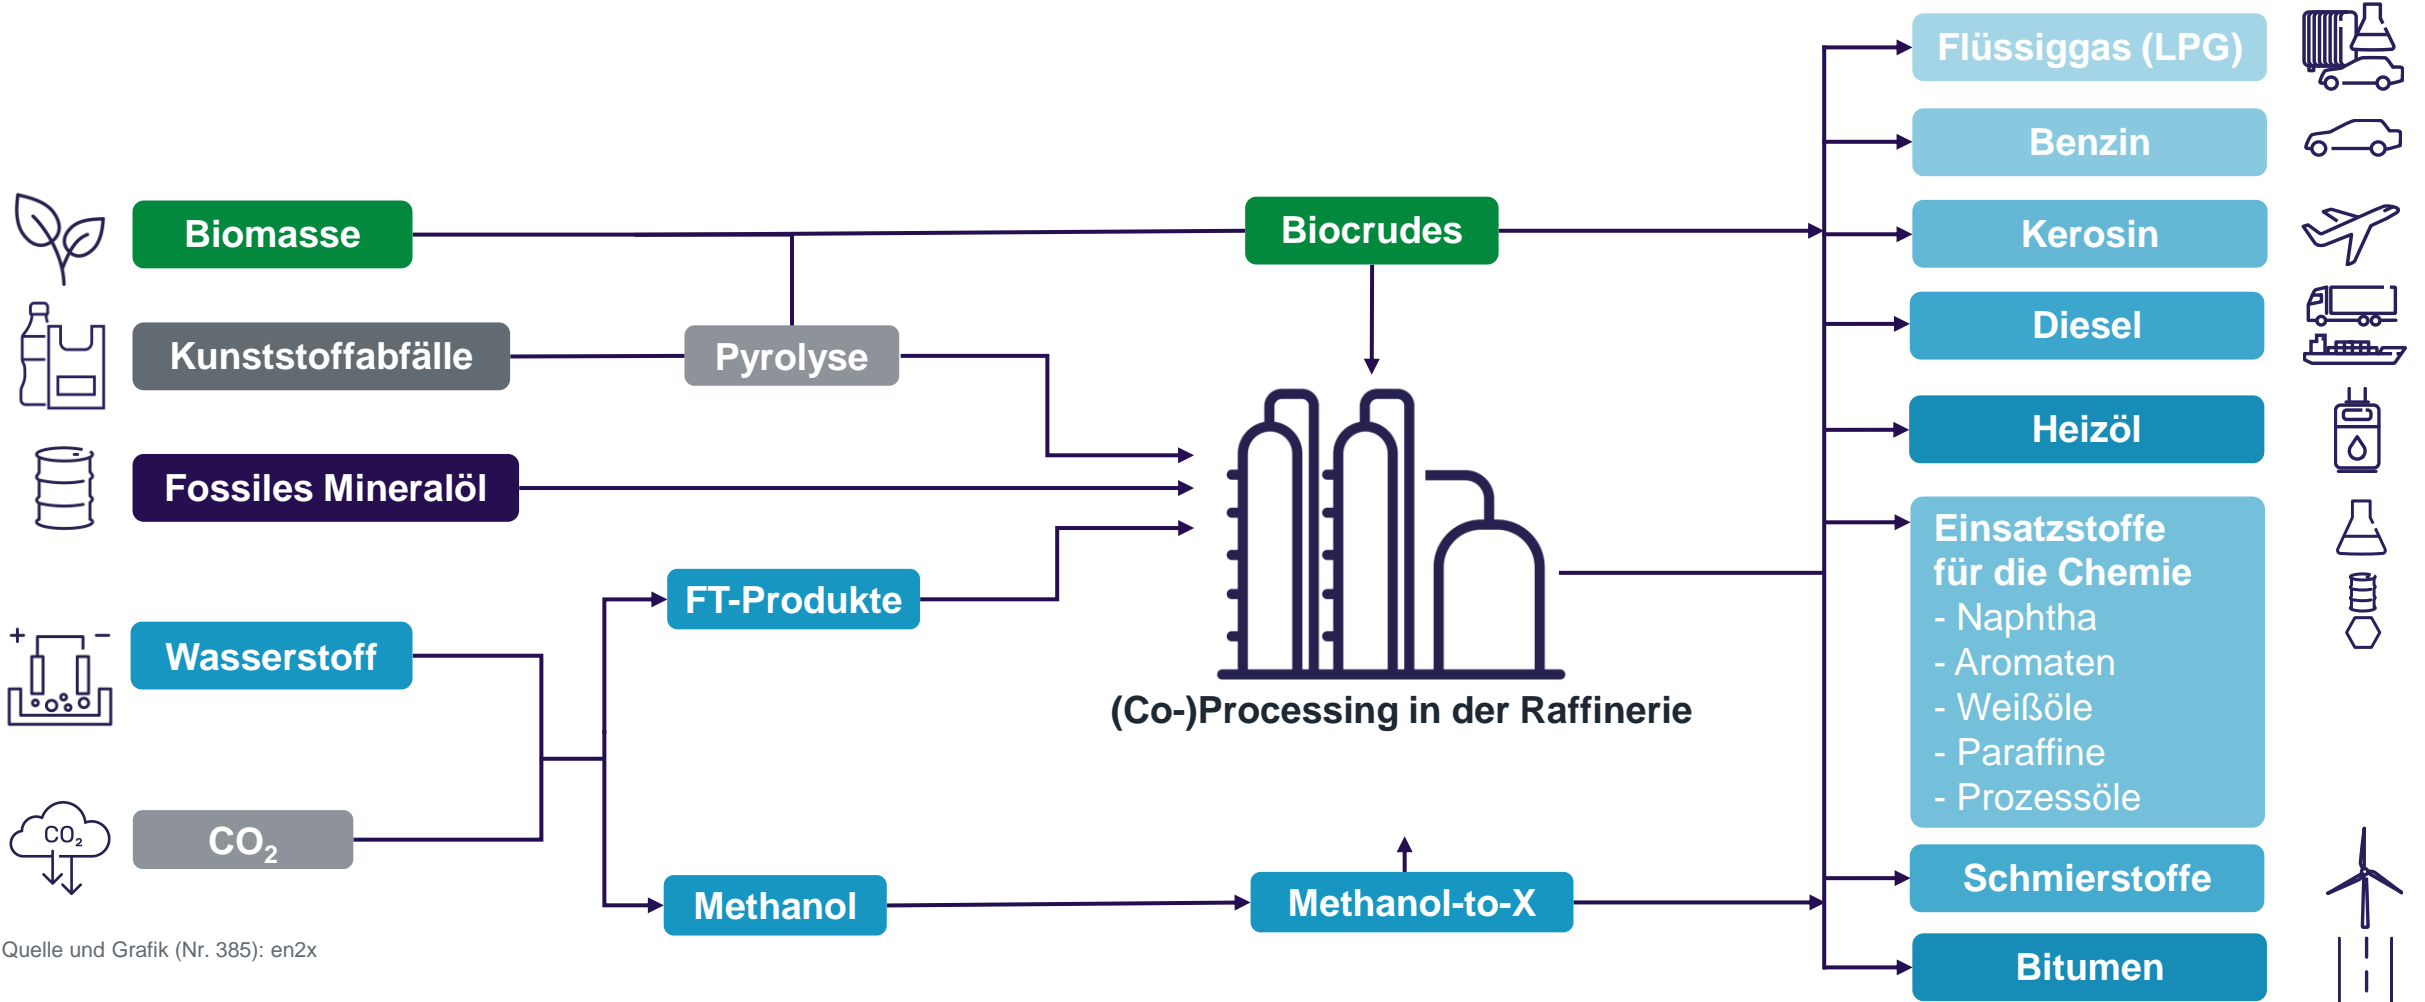 Biomasse
Kunststoffabfälle
Fossiles Mineralöl
+ −
Wasserstoff
CO₂
CO₂
Pyrolyse
FT-Produkte
Methanol
Biocrudes
(Co-)Processing in der Raffinerie
Methanol-to-X
Flüssiggas (LPG)
Benzin
Kerosin
Diesel
Heizöl
Einsatzstoffe
für die Chemie
- Naphtha
- Aromaten
- Weißöle
- Paraffine
- Prozessöle
Schmierstoffe
Bitumen
Quelle und Grafik (Nr. 385): en2x